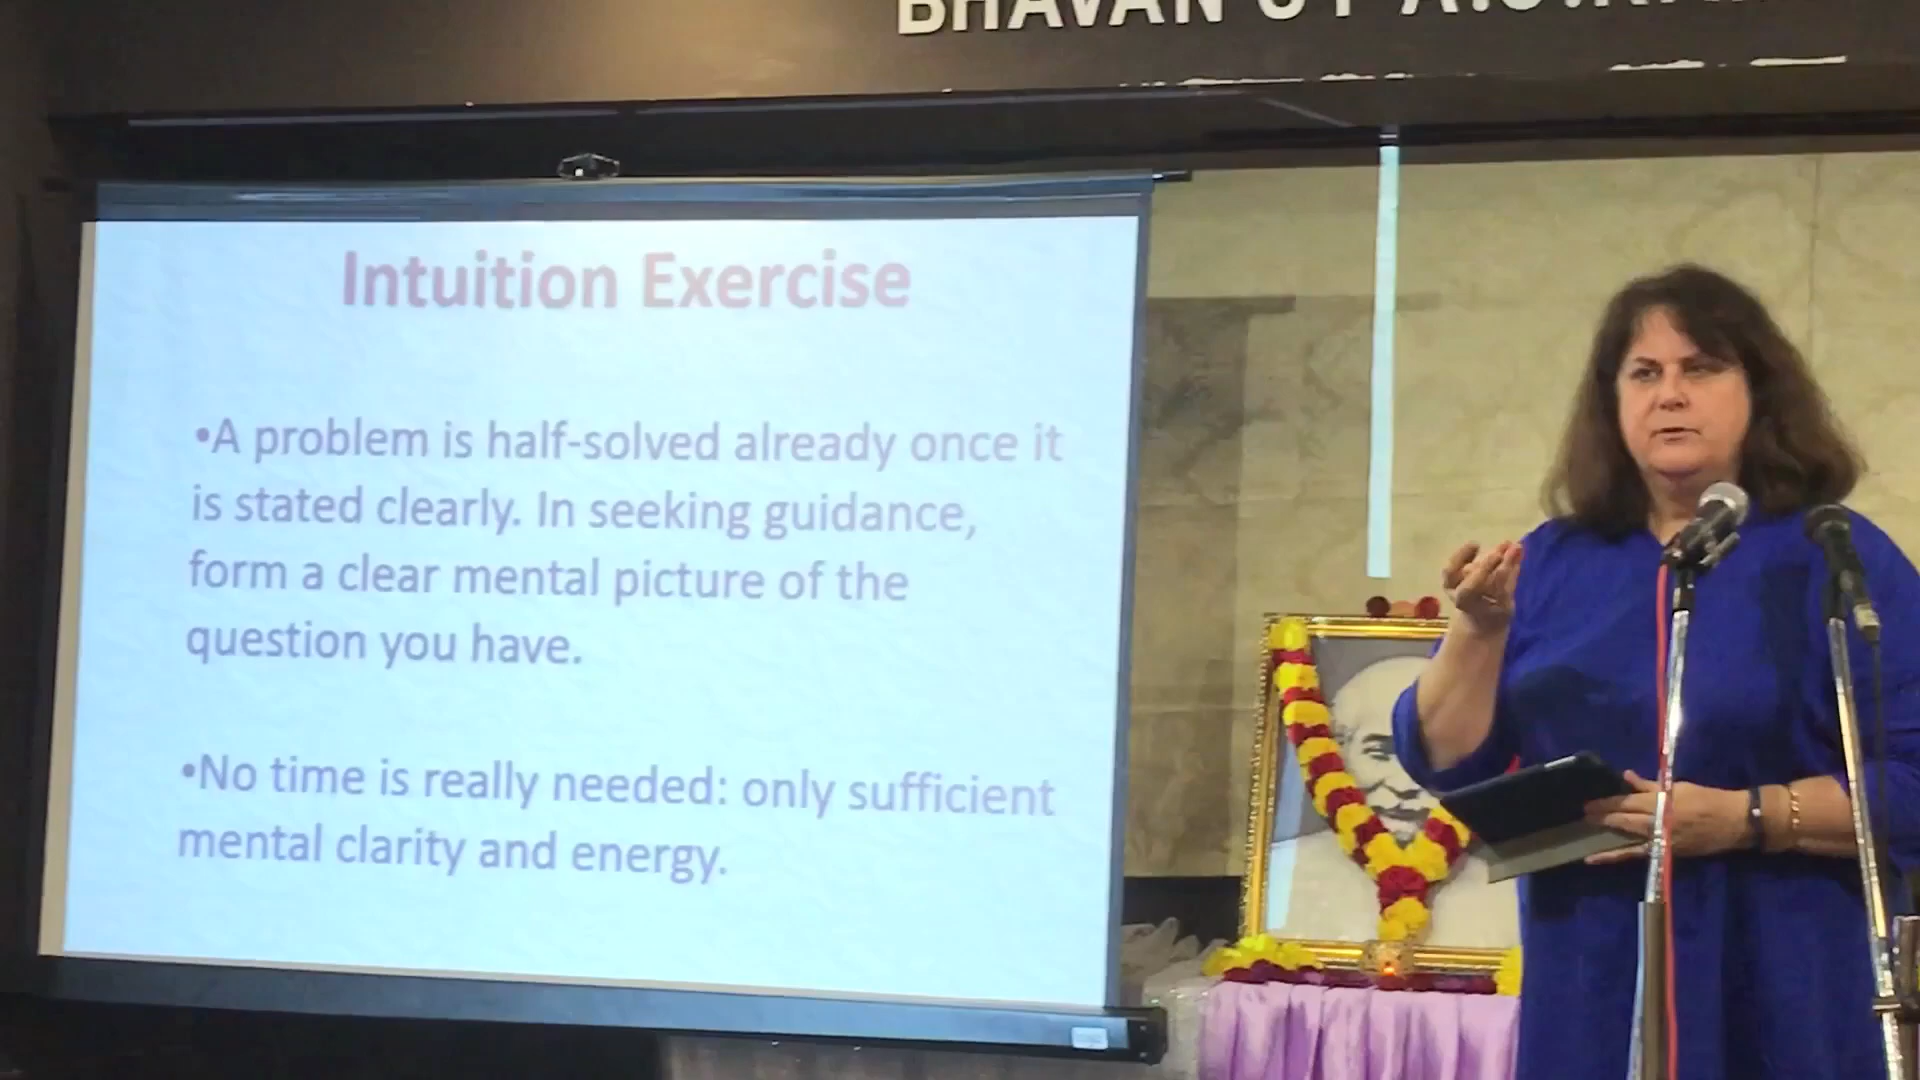 BHAVAN
Intuition Exercise
•A problem is half-solved already once it
is stated clearly. In seeking guidance,
form a clear mental picture of the
question you have.
•No time is really needed: only sufficient
mental clarity and energy.